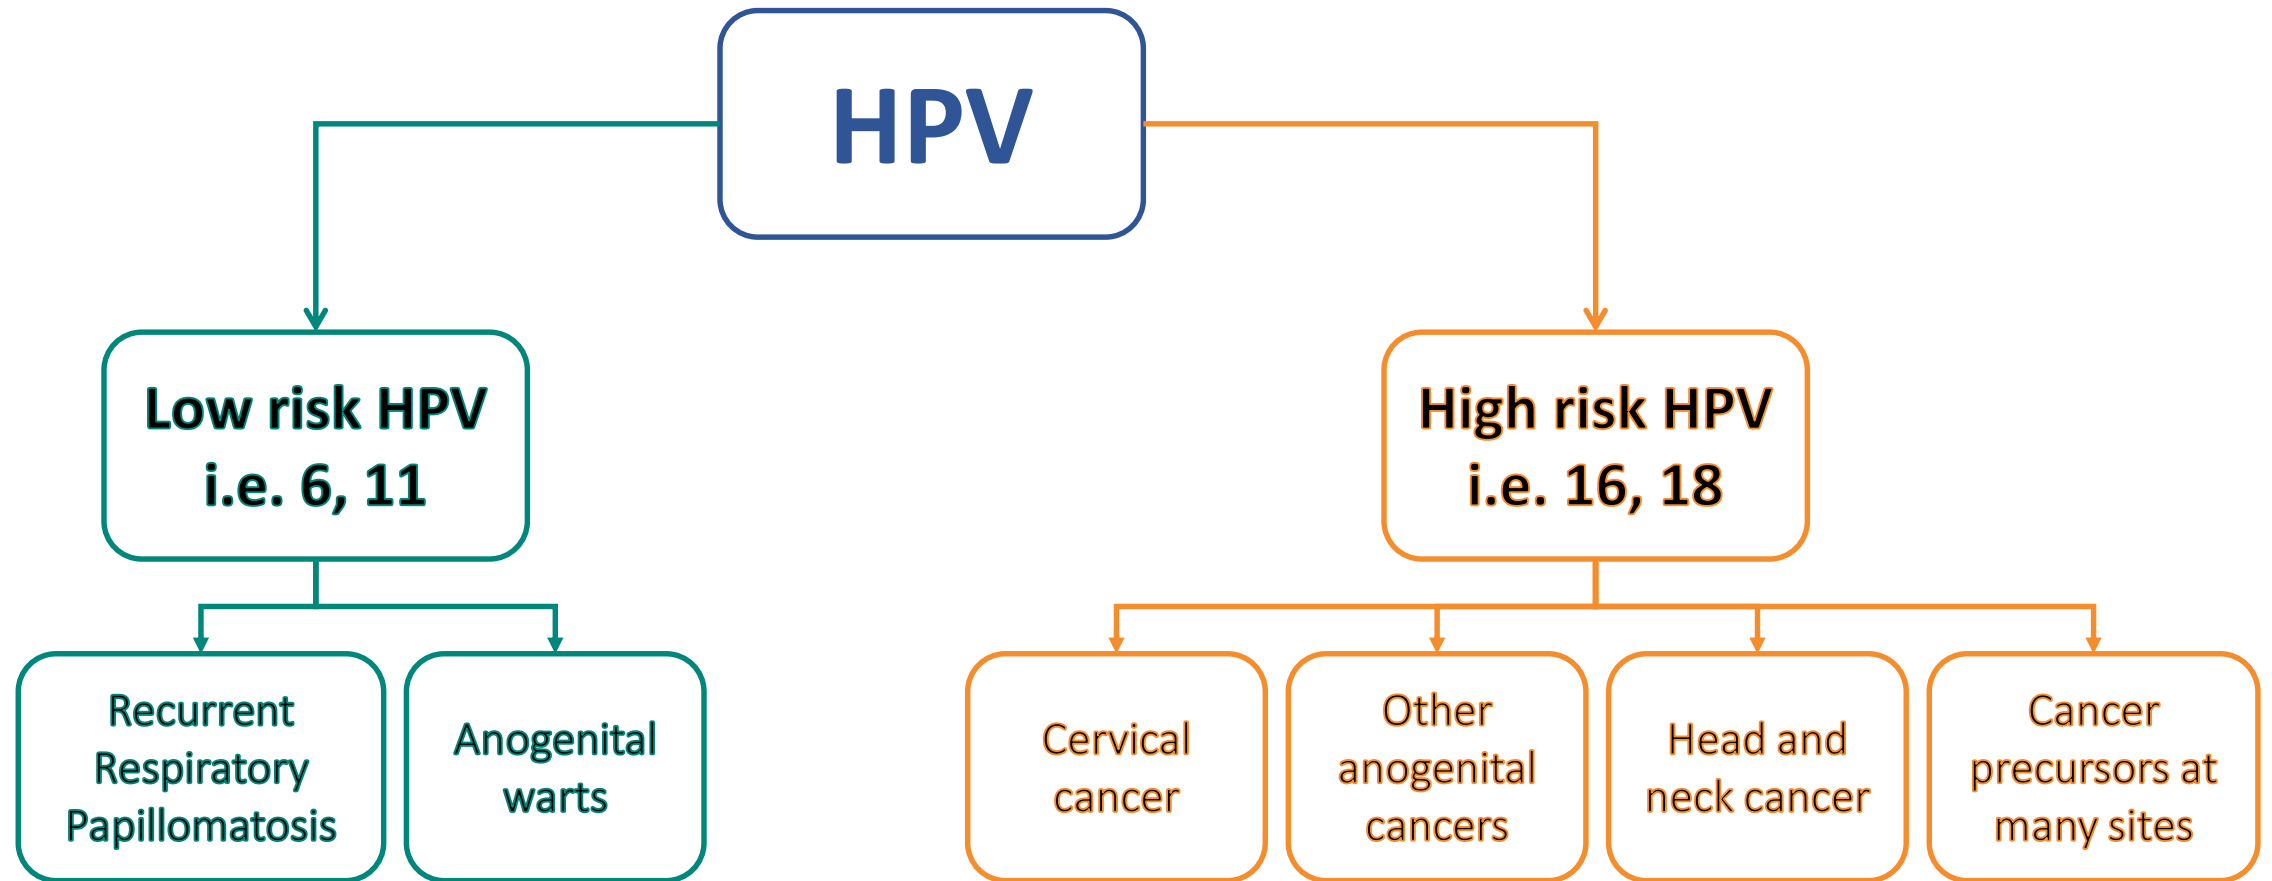 HPV
Low risk HPV
i.e. 6, 11
High risk HPV
i.e. 16, 18
Recurrent
Respiratory
Papillomatosis
Anogenital
warts
Cervical
cancer
Other
anogenital
cancers
Head and
neck cancer
Cancer
precursors at
many sites